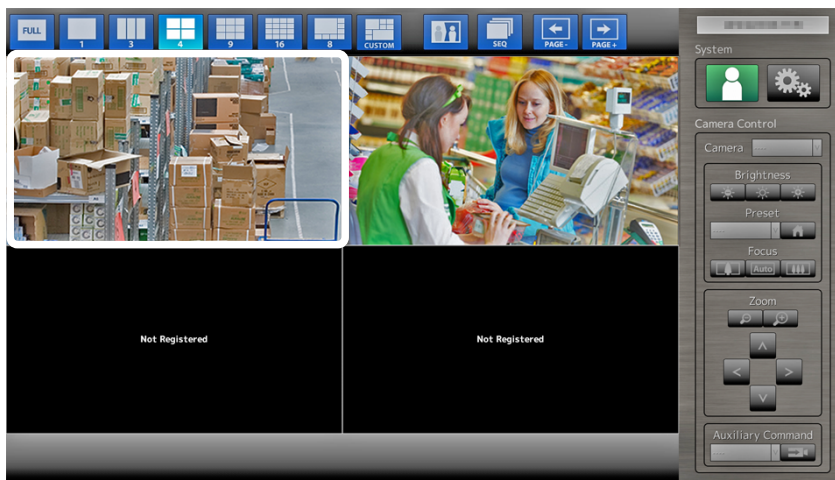 FULL
1
3
4
9
16
8
CUSTOM
SEQ
PAGE-
PAGE+
System
Camera Control
Camera
Brightness
Preset
Focus
Auto
Zoom
Not Registered
Not Registered
Auxiliary Command